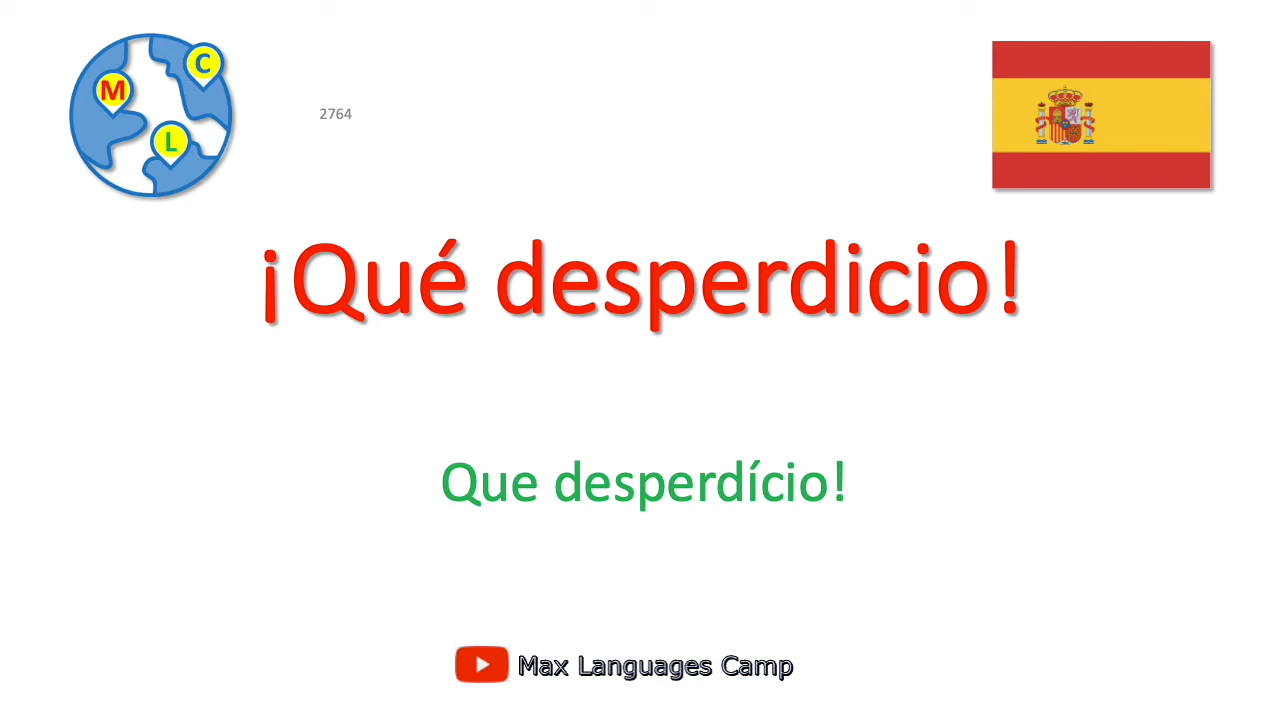 M
C
L
2764
¡Qué desperdicio!
Que desperdício!
Max Languages Camp